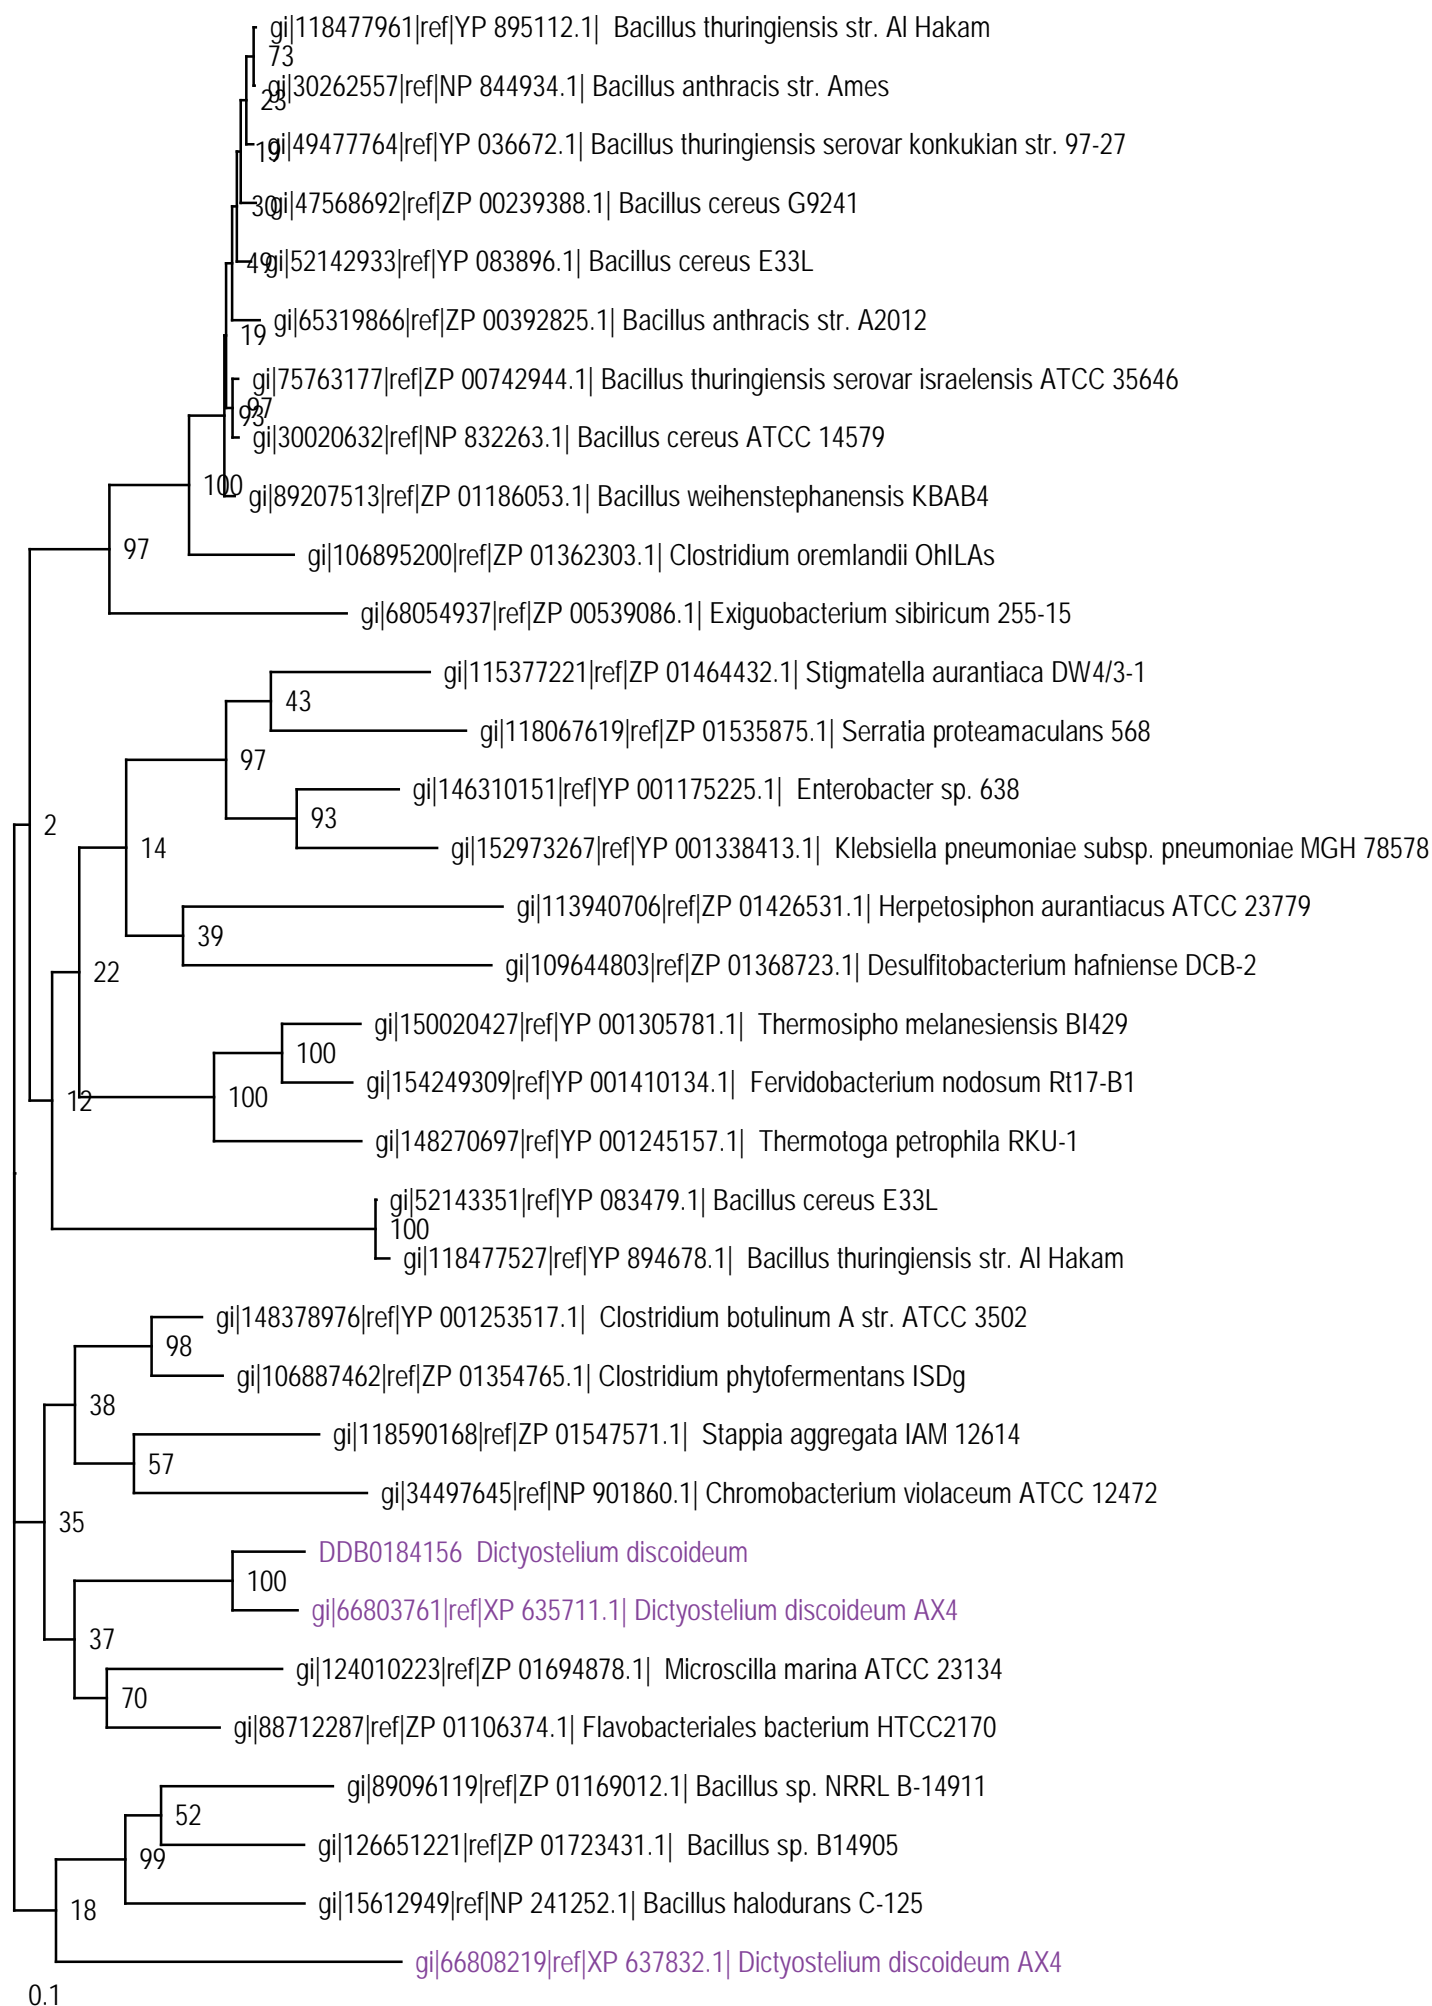 gi|118477961|ref|YP 895112.1|  Bacillus thuringiensis str. Al Hakam
73
gi|30262557|ref|NP 844934.1| Bacillus anthracis str. Ames
23
gi|49477764|ref|YP 036672.1| Bacillus thuringiensis serovar konkukian str. 97-27
19
gi|47568692|ref|ZP 00239388.1| Bacillus cereus G9241
30
gi|52142933|ref|YP 083896.1| Bacillus cereus E33L
49
gi|65319866|ref|ZP 00392825.1| Bacillus anthracis str. A2012
19
gi|75763177|ref|ZP 00742944.1| Bacillus thuringiensis serovar israelensis ATCC 35646
97
93
gi|30020632|ref|NP 832263.1| Bacillus cereus ATCC 14579
100
gi|89207513|ref|ZP 01186053.1| Bacillus weihenstephanensis KBAB4
97
gi|106895200|ref|ZP 01362303.1| Clostridium oremlandii OhILAs
gi|68054937|ref|ZP 00539086.1| Exiguobacterium sibiricum 255-15
gi|115377221|ref|ZP 01464432.1| Stigmatella aurantiaca DW4/3-1
43
gi|118067619|ref|ZP 01535875.1| Serratia proteamaculans 568
97
gi|146310151|ref|YP 001175225.1|  Enterobacter sp. 638
93
2
14
gi|152973267|ref|YP 001338413.1|  Klebsiella pneumoniae subsp. pneumoniae MGH 78578
gi|113940706|ref|ZP 01426531.1| Herpetosiphon aurantiacus ATCC 23779
39
gi|109644803|ref|ZP 01368723.1| Desulfitobacterium hafniense DCB-2
22
gi|150020427|ref|YP 001305781.1|  Thermosipho melanesiensis BI429
100
gi|154249309|ref|YP 001410134.1|  Fervidobacterium nodosum Rt17-B1
100
12
gi|148270697|ref|YP 001245157.1|  Thermotoga petrophila RKU-1
gi|52143351|ref|YP 083479.1| Bacillus cereus E33L
100
gi|118477527|ref|YP 894678.1|  Bacillus thuringiensis str. Al Hakam
gi|148378976|ref|YP 001253517.1|  Clostridium botulinum A str. ATCC 3502
98
gi|106887462|ref|ZP 01354765.1| Clostridium phytofermentans ISDg
38
gi|118590168|ref|ZP 01547571.1|  Stappia aggregata IAM 12614
57
gi|34497645|ref|NP 901860.1| Chromobacterium violaceum ATCC 12472
35
DDB0184156  Dictyostelium discoideum
100
gi|66803761|ref|XP 635711.1| Dictyostelium discoideum AX4
37
gi|124010223|ref|ZP 01694878.1|  Microscilla marina ATCC 23134
70
gi|88712287|ref|ZP 01106374.1| Flavobacteriales bacterium HTCC2170
gi|89096119|ref|ZP 01169012.1| Bacillus sp. NRRL B-14911
52
gi|126651221|ref|ZP 01723431.1|  Bacillus sp. B14905
99
gi|15612949|ref|NP 241252.1| Bacillus halodurans C-125
18
gi|66808219|ref|XP 637832.1| Dictyostelium discoideum AX4
0.1